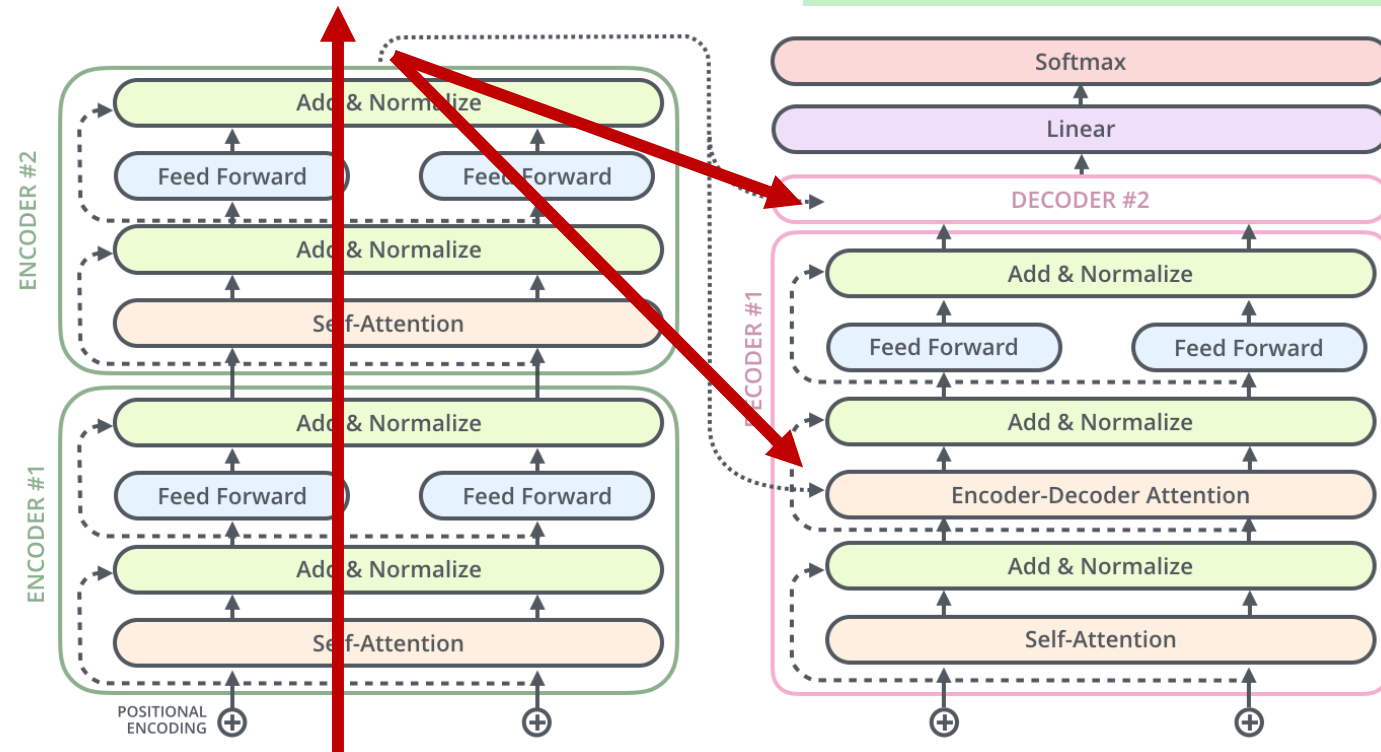 ENCODER #2
Add & Normalize
Feed Forward
Feed Forward
Add & Normalize
Self-Attention
ENCODER #1
Add & Normalize
Feed Forward
Feed Forward
Add & Normalize
Self-Attention
POSITIONAL
ENCODING
Softmax
Linear
DECODER #2
DECODER #1
Add & Normalize
Feed Forward
Feed Forward
Add & Normalize
Encoder-Decoder Attention
Add & Normalize
Self-Attention